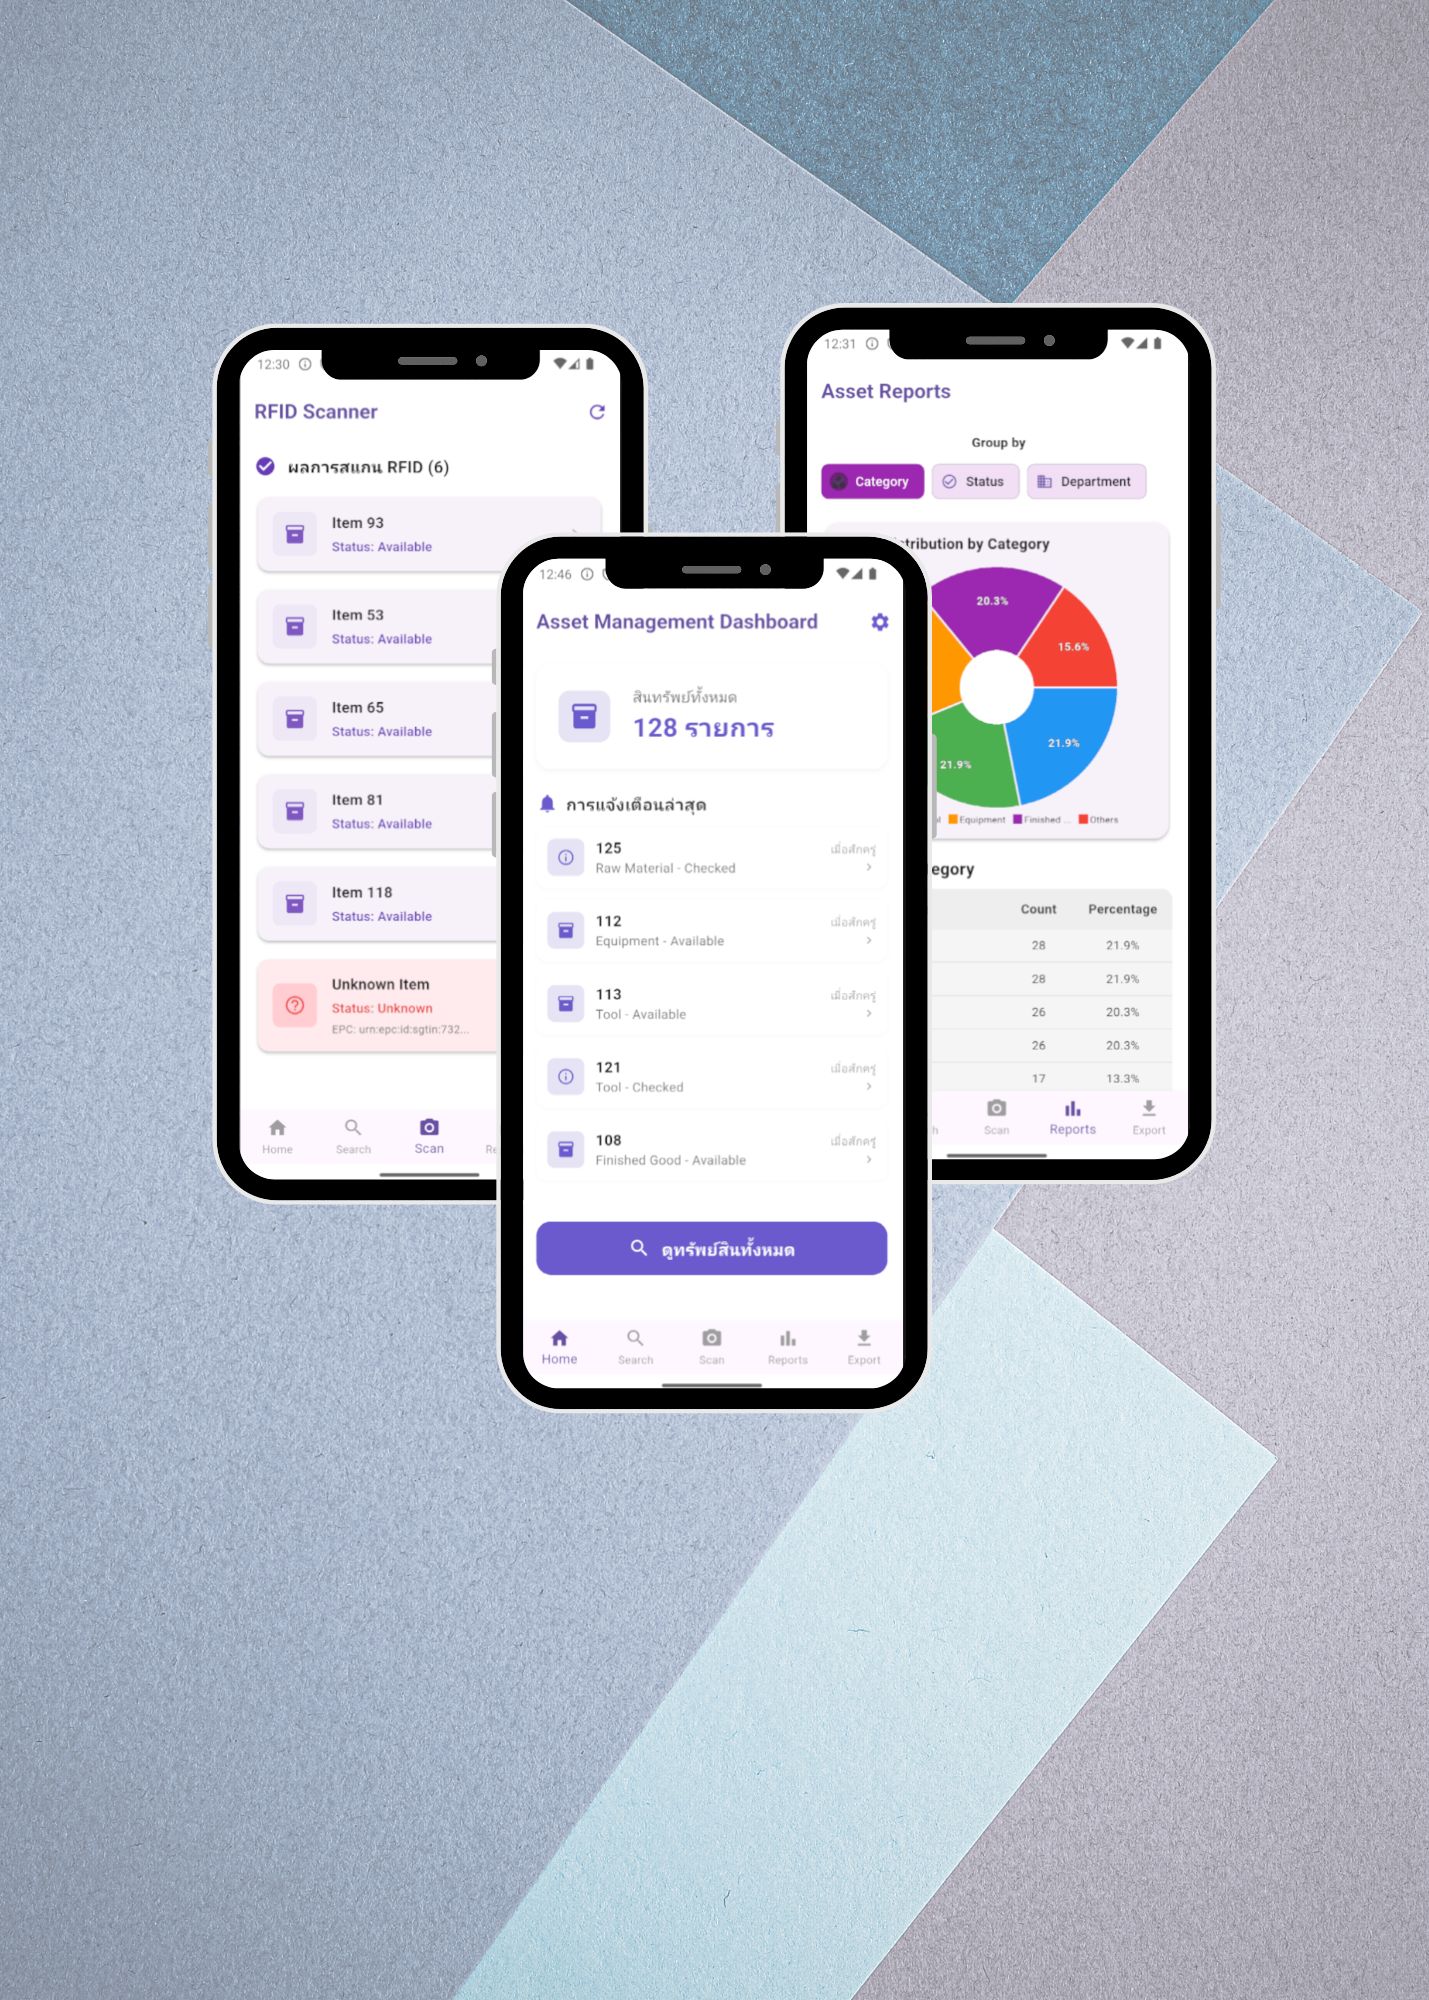 12:30
RFID Scanner
ผลการสแกน RFID (6)
Item 93
Status: Available
Item 53
Status: Available
Item 65
Status: Available
Item 81
Status: Available
Item 118
Status: Available
Unknown Item
Status: Unknown
EPC: urn:epc:id:sgtin:732...
Home
Search
Scan
Re
12:46
Asset Management Dashboard
สินทรัพย์ทั้งหมด
128 รายการ
การแจ้งเตือนล่าสุด
125
เมื่อสักครู่
Raw Material - Checked
112
เมื่อสักครู่
Equipment - Available
113
เมื่อสักครู่
Tool - Available
121
เมื่อสักครู่
Tool - Checked
108
เมื่อสักครู่
Finished Good - Available
ดูทรัพย์สินทั้งหมด
Home
Search
Scan
Reports
Export
12:31
Asset Reports
Group by
Category
Status
Department
tribution by Category
20.3%
15.6%
21.9%
21.9%
Equipment
Finished ...
Others
egory
Count Percentage
28 21.9%
28 21.9%
26 20.3%
26 20.3%
17 13.3%
h
Scan
Reports
Export